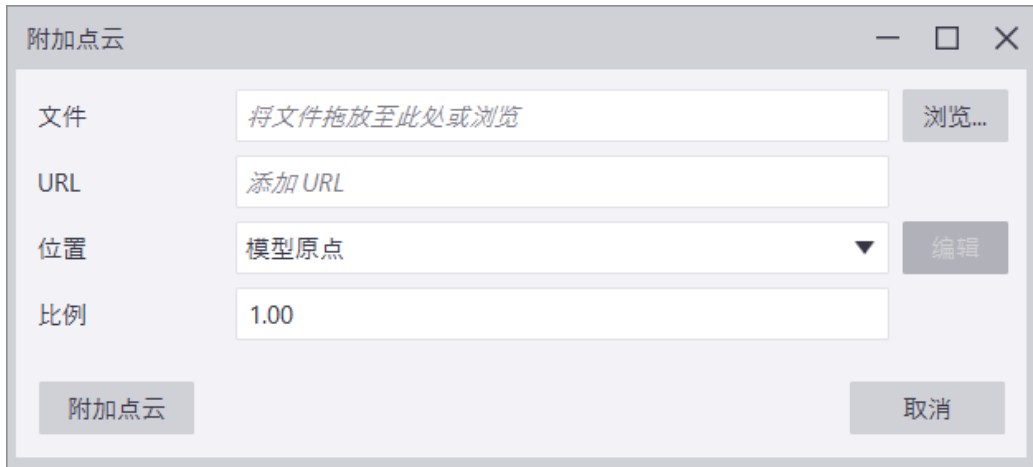 附加点云
文件 将文件拖放至此处或浏览 浏览...
URL 添加 URL
位置 模型原点 编辑
比例 1.00
附加点云 取消